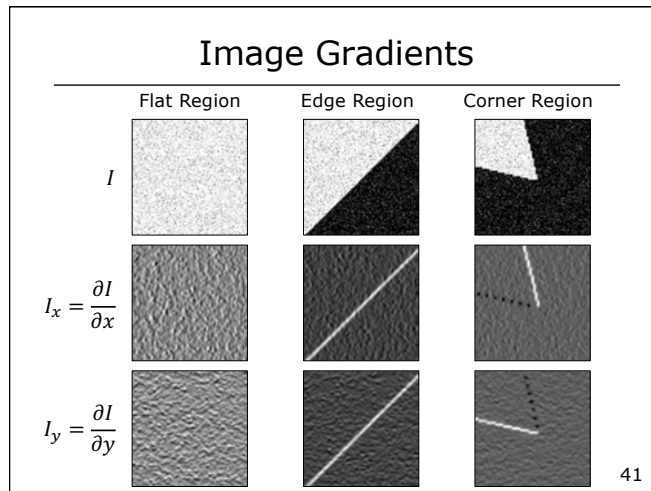 Image Gradients
Flat Region Edge Region Corner Region
I
I_x = ∂I/∂x
I_y = ∂I/∂y
41